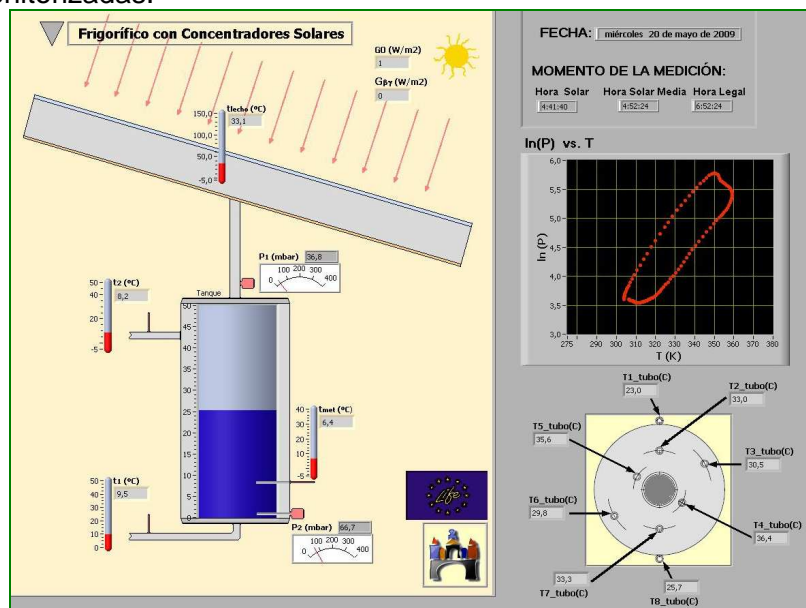 Frigorífico con Concentradores Solares
G0 (W/m2)
1
Gβγ (W/m2)
0
tlecho (ºC)
33,1
150,0
100,0
50,0
-5,0
P1 (mbar) 36,8
0 100 200 300 400
t2 (ºC)
8,2
50
40
20
-5
Tanque
50
45
40
35
30
25
20
15
10
5
0
tmet (ºC)
6,4
40
30
20
10
-5
t1 (ºC)
9,5
50
40
30
20
10
0
P2 (mbar) 66,7
0 100 200 300 400
Life
FECHA: miércoles 20 de mayo de 2009
MOMENTO DE LA MEDICIÓN:
Hora Solar Hora Solar Media Hora Legal
4:41:40 4:52:24 6:52:24
ln(P) vs. T
ln (P)
6,0
5,5
5,0
4,5
4,0
3,5
3,0
275 290 300 310 320 330 340 350 360 370 380
T (K)
T1_tubo(C)
23,0
T2_tubo(C)
33,0
T5_tubo(C)
35,6
T3_tubo(C)
30,5
T6_tubo(C)
29,8
T4_tubo(C)
36,4
33,3
T7_tubo(C)
25,7
T8_tubo(C)